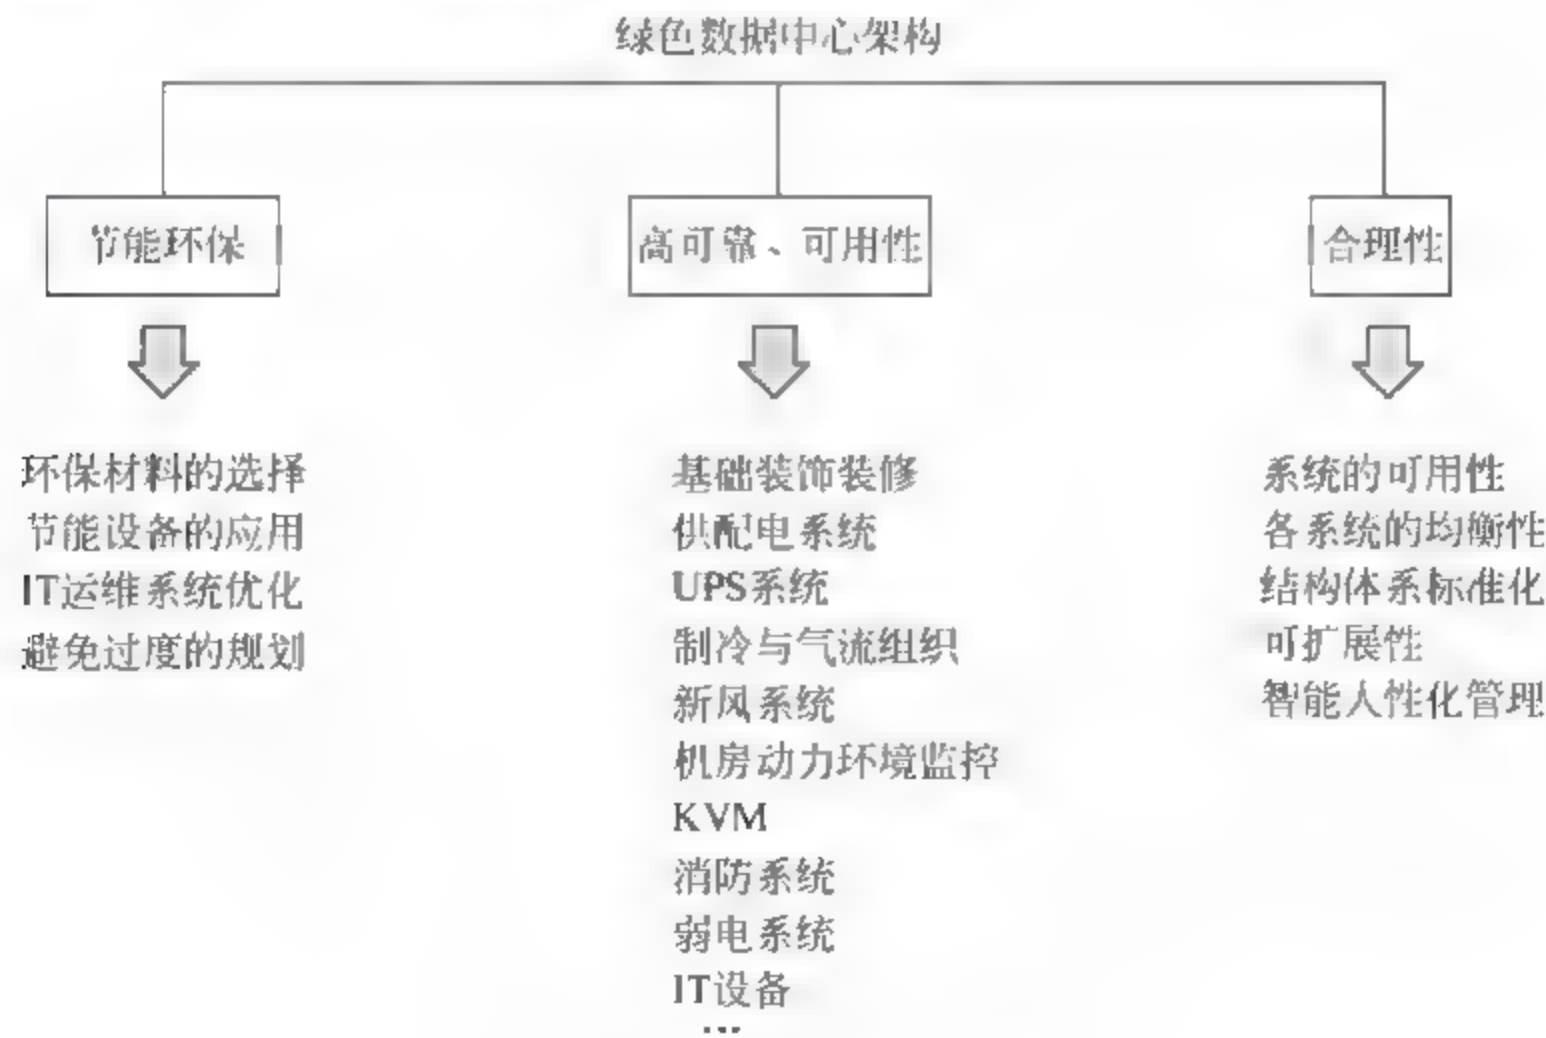 绿色数据中心架构
节能环保
高可靠、可用性
合理性
环保材料的选择
节能设备的应用
IT运维系统优化
避免过度的规划
基础装饰装修
供配电系统
UPS系统
制冷与气流组织
新风系统
机房动力环境监控
KVM
消防系统
弱电系统
IT设备
系统的可用性
各系统的均衡性
结构体系标准化
可扩展性
智能人性化管理